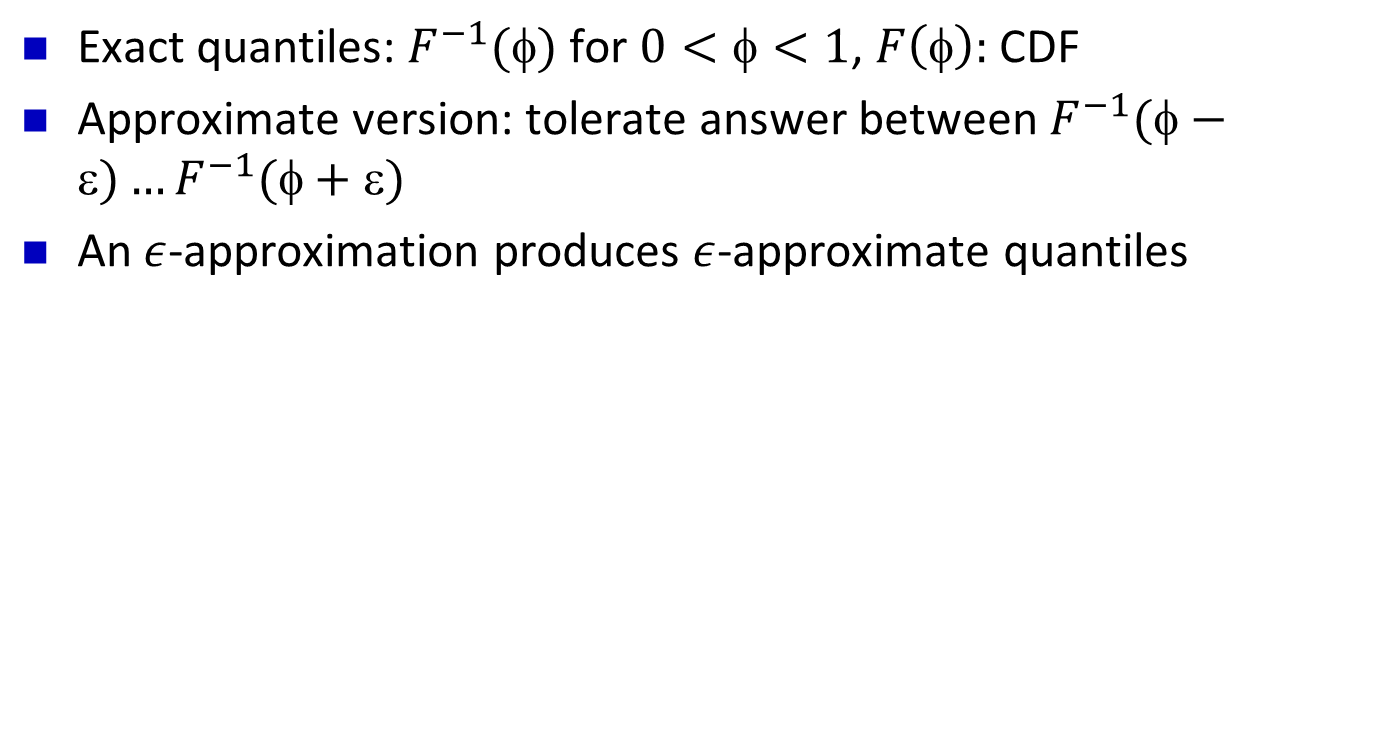 ■ Exact quantiles: 𝐹⁻¹(ϕ) for 0 < ϕ < 1, 𝐹(ϕ): CDF
■ Approximate version: tolerate answer between 𝐹⁻¹(ϕ −
ε) … 𝐹⁻¹(ϕ + ε)
■ An 𝜖-approximation produces 𝜖-approximate quantiles